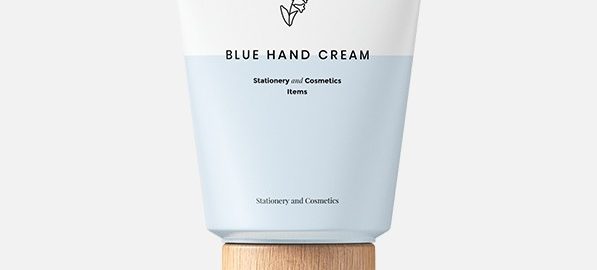 BLUE HAND CREAM
Stationery and Cosmetics
Items
Stationery and Cosmetics